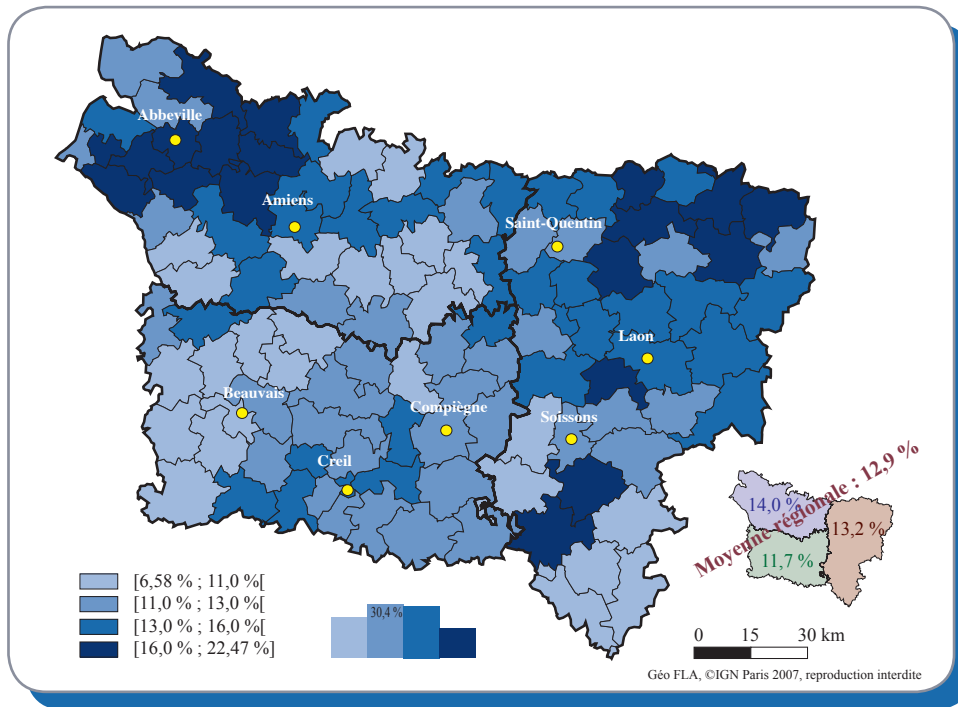 Abbeville
Amiens
Saint-Quentin
Laon
Beauvais
Compiègne
Soissons
Creil
Moyenne régionale : 12,9 %
14,0 %
13,2 %
11,7 %
[6,58 % ; 11,0 %[
[11,0 % ; 13,0 %[
[13,0 % ; 16,0 %[
[16,0 % ; 22,47 %]
30,4 %
0 15 30 km
Géo FLA, ©IGN Paris 2007, reproduction interdite